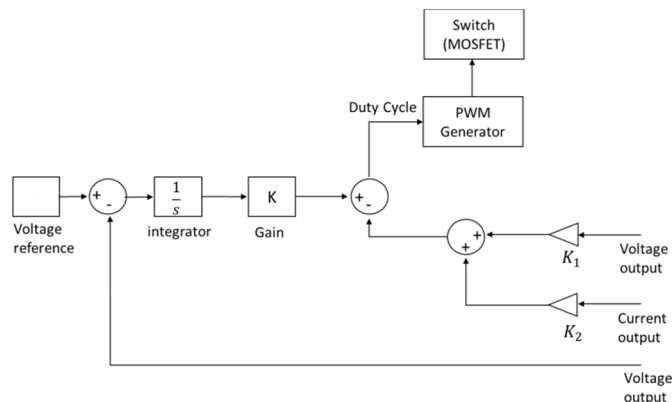 Switch
(MOSFET)
Duty Cycle
PWM
Generator
+
-
1
s
K
+
-
Voltage
reference
integrator
Gain
+
+
K1
Voltage
output
K2
Current
output
Voltage
output